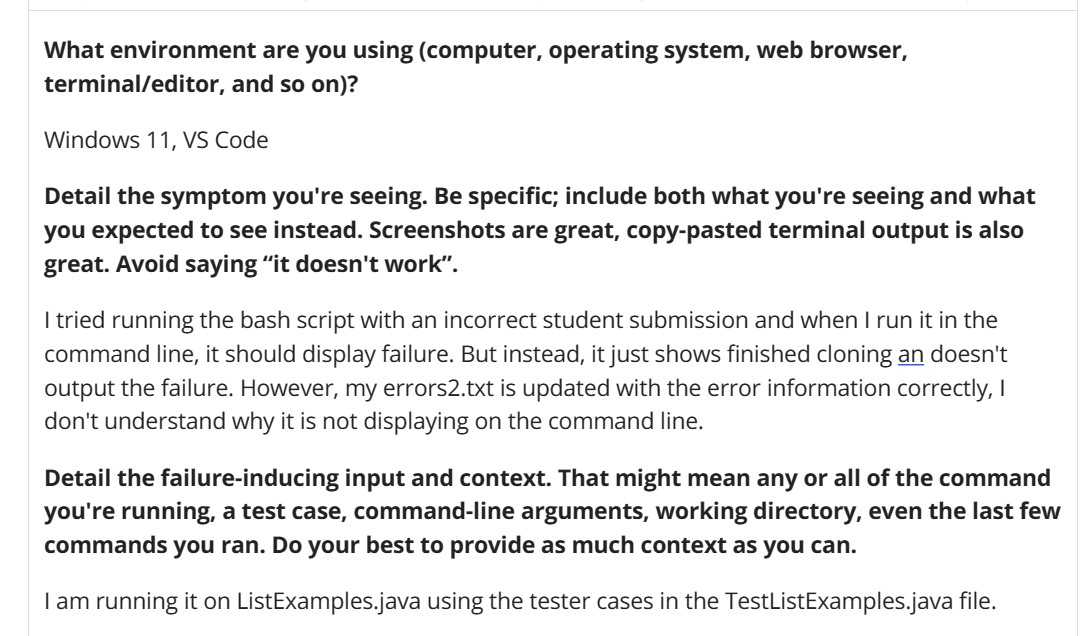 What environment are you using (computer, operating system, web browser,
terminal/editor, and so on)?
Windows 11, VS Code
Detail the symptom you're seeing. Be specific; include both what you're seeing and what
you expected to see instead. Screenshots are great, copy-pasted terminal output is also
great. Avoid saying “it doesn't work”.
I tried running the bash script with an incorrect student submission and when I run it in the
command line, it should display failure. But instead, it just shows finished cloning an doesn't
output the failure. However, my errors2.txt is updated with the error information correctly, I
don't understand why it is not displaying on the command line.
Detail the failure-inducing input and context. That might mean any or all of the command
you're running, a test case, command-line arguments, working directory, even the last few
commands you ran. Do your best to provide as much context as you can.
I am running it on ListExamples.java using the tester cases in the TestListExamples.java file.